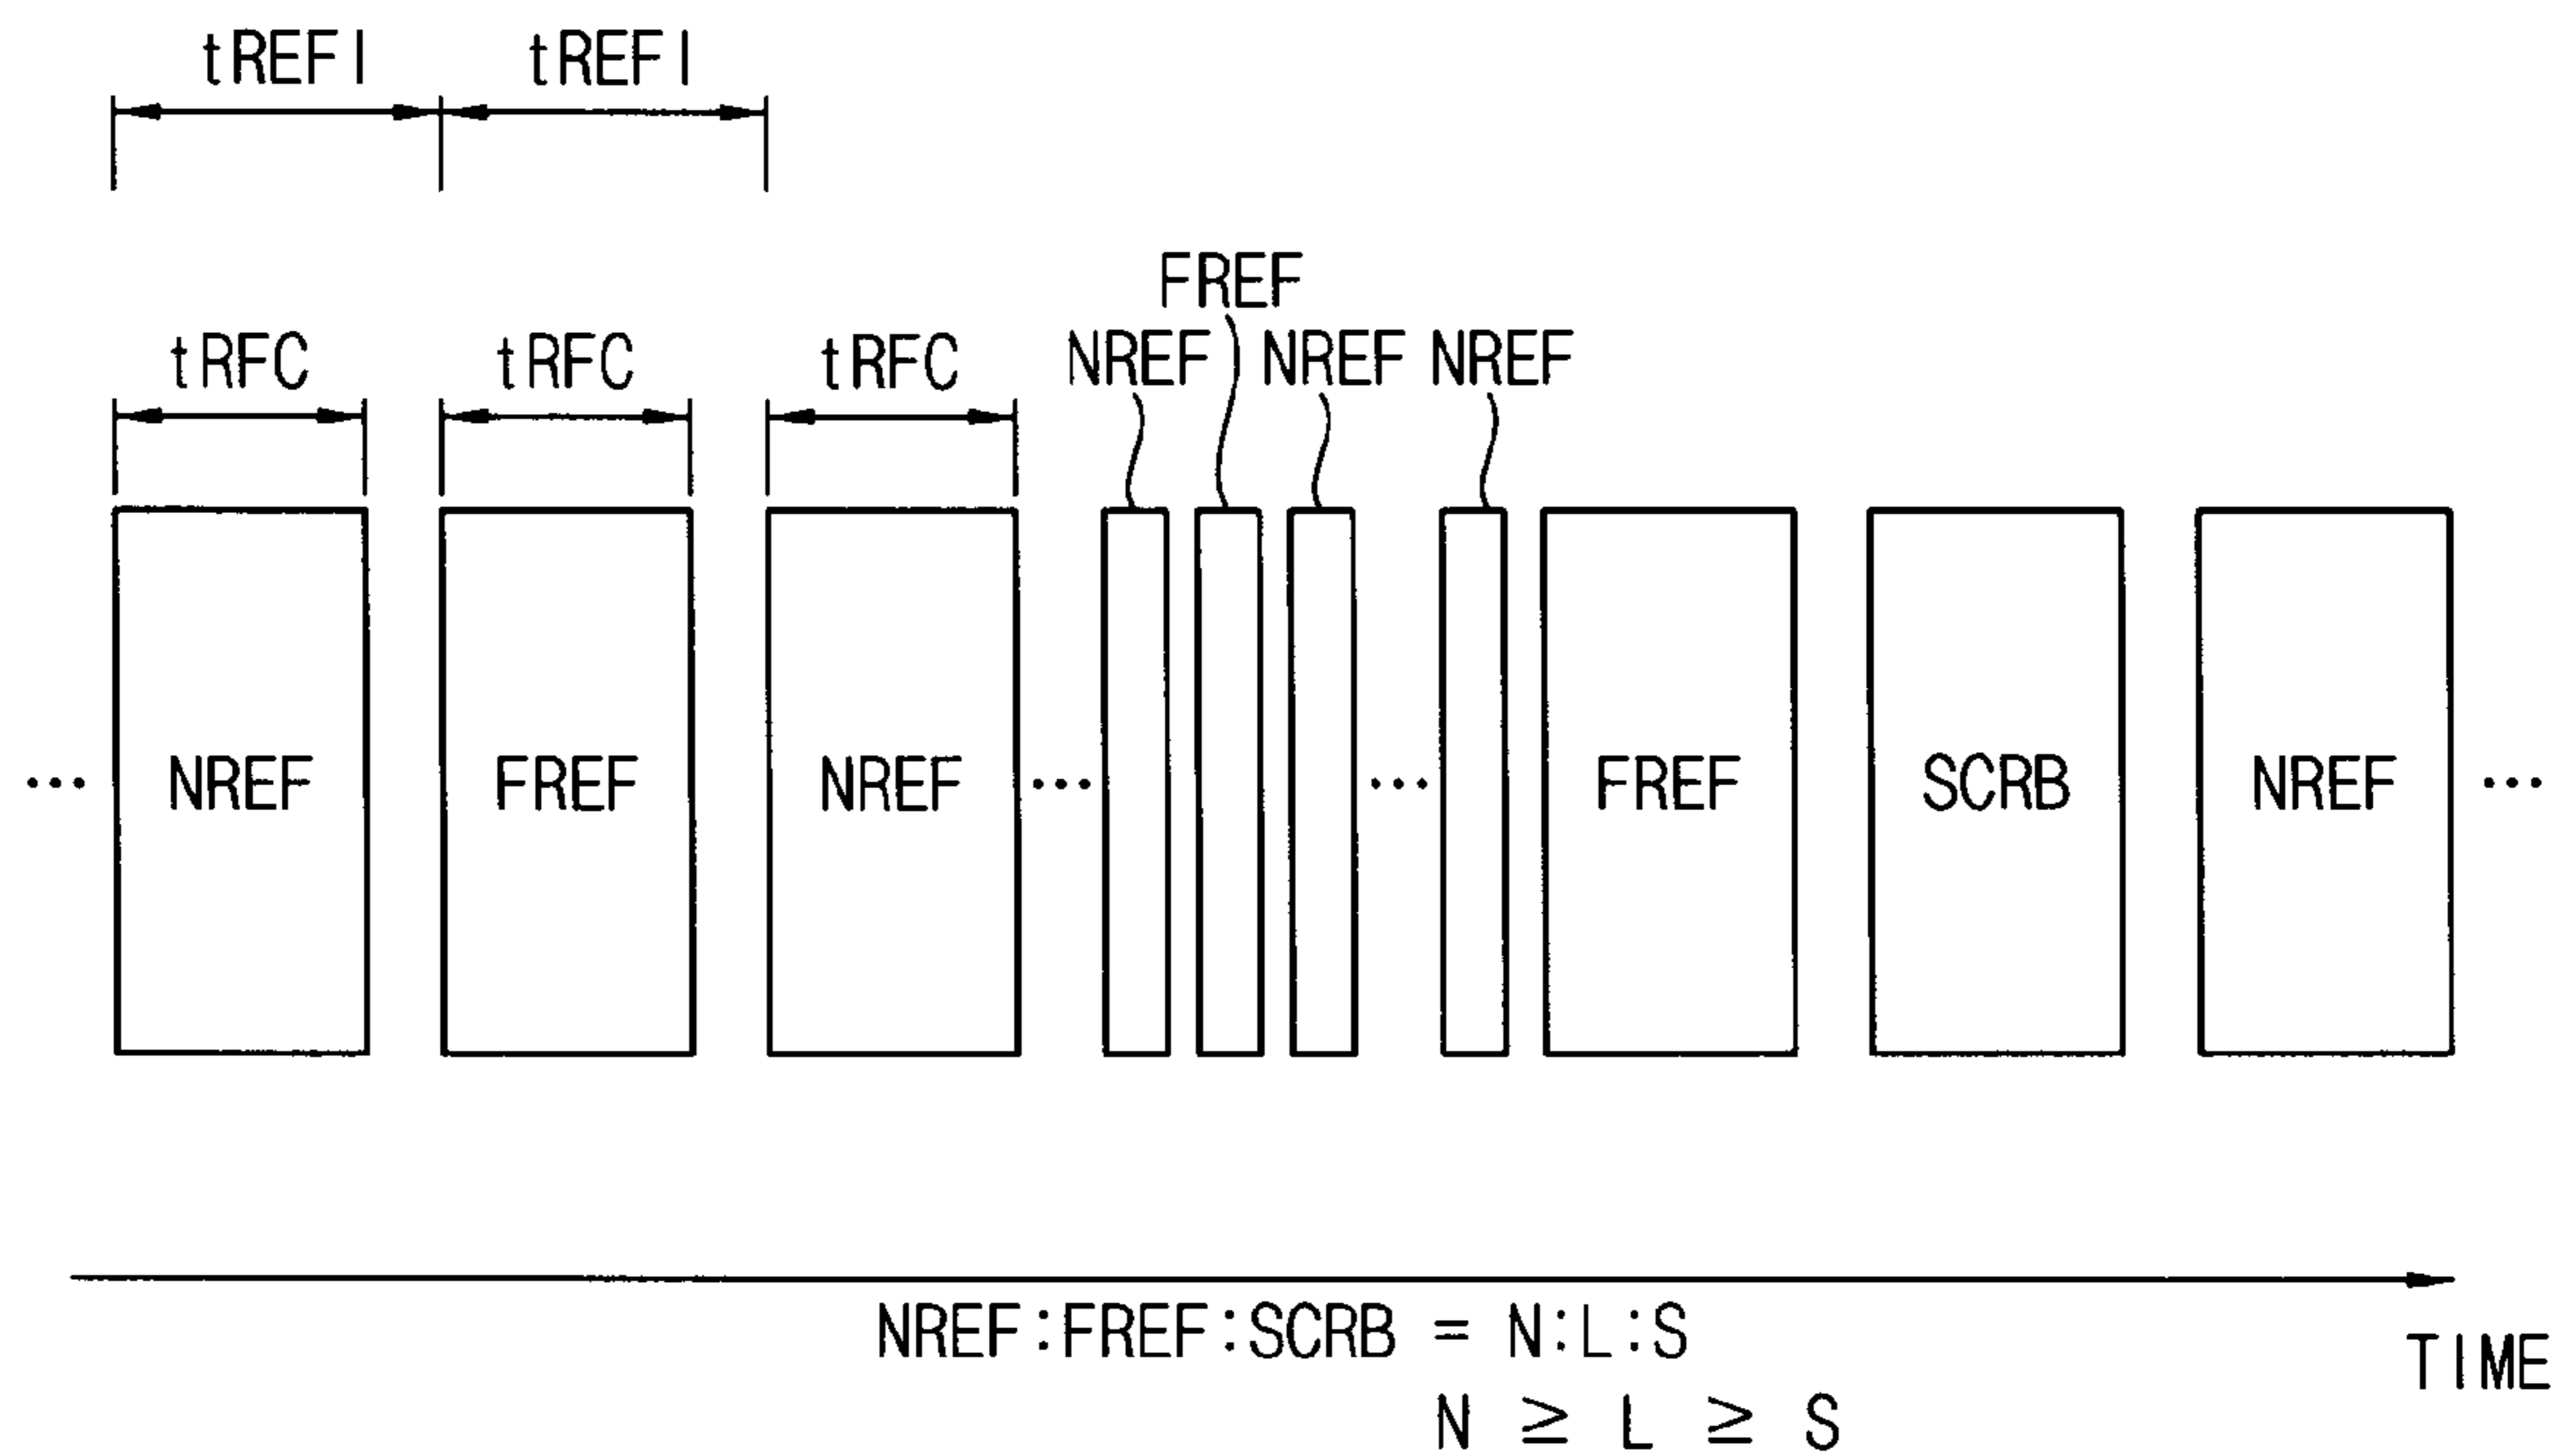 tREFI tREFI
FREF
tRFC tRFC tRFC NREF NREF NREF
... NREF FREF NREF ... ... FREF SCRB NREF ...
NREF:FREF:SCRB = N:L:S
TIME
N ≥ L ≥ S